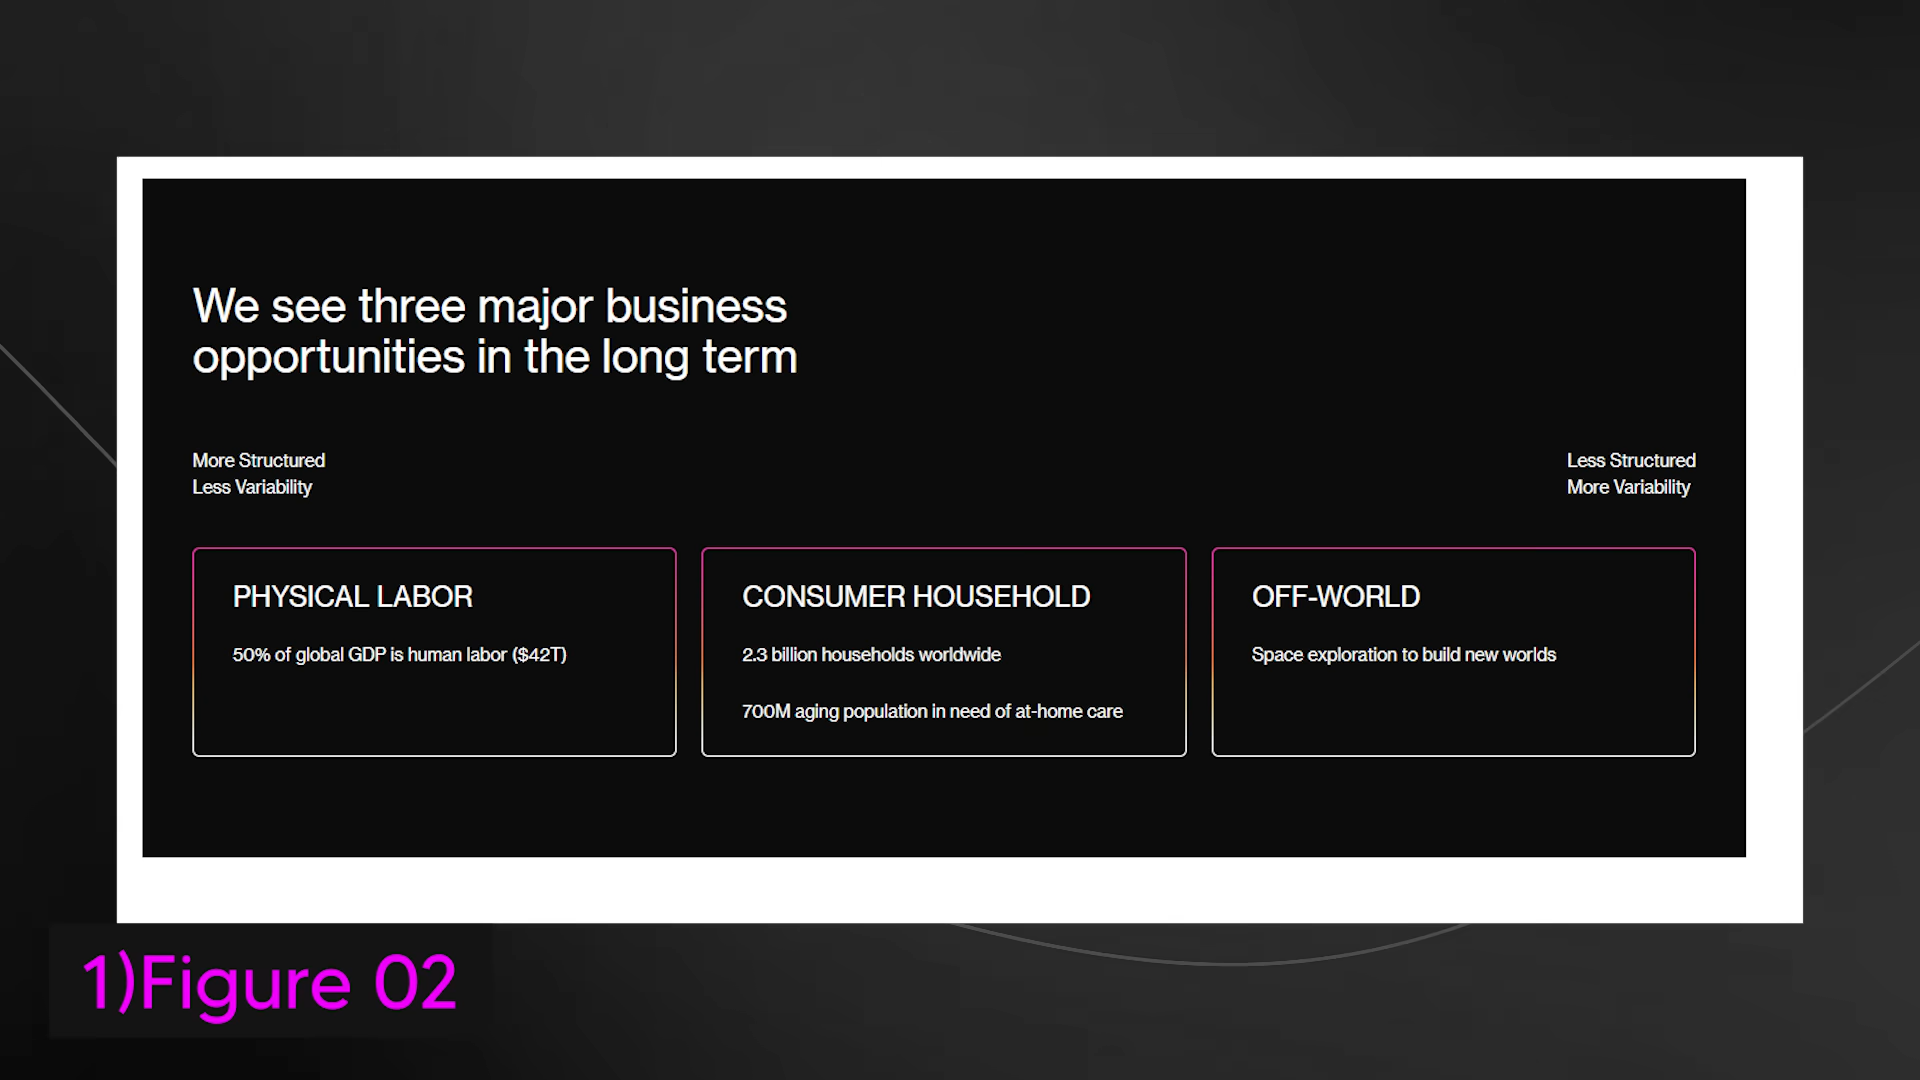 We see three major business
opportunities in the long term
More Structured
Less Variability
Less Structured
More Variability
PHYSICAL LABOR
50% of global GDP is human labor ($42T)
CONSUMER HOUSEHOLD
2.3 billion households worldwide
700M aging population in need of at-home care
OFF-WORLD
Space exploration to build new worlds
1)Figure 02